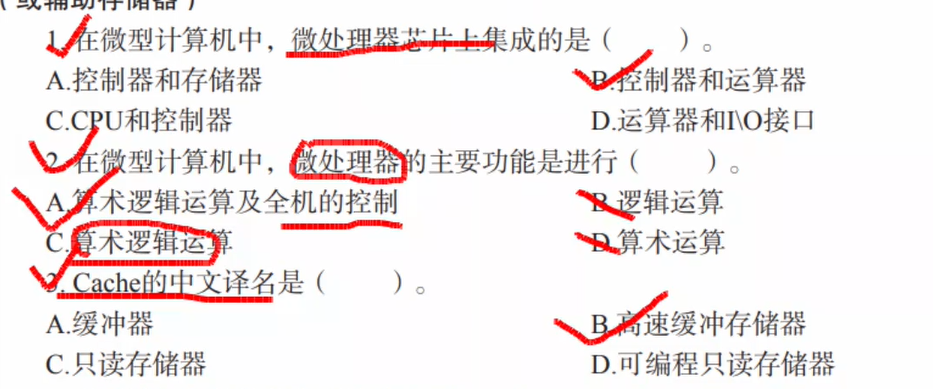 (或辅助存储器)
1.在微型计算机中，微处理器芯片上集成的是（ ）。
A.控制器和存储器 B.控制器和运算器
C.CPU和控制器 D.运算器和I\O接口
2.在微型计算机中，微处理器的主要功能是进行（ ）。
A.算术逻辑运算及全机的控制 B.逻辑运算
C.算术逻辑运算 D.算术运算
3. Cache的中文译名是（ ）。
A.缓冲器 B.高速缓冲存储器
C.只读存储器 D.可编程只读存储器